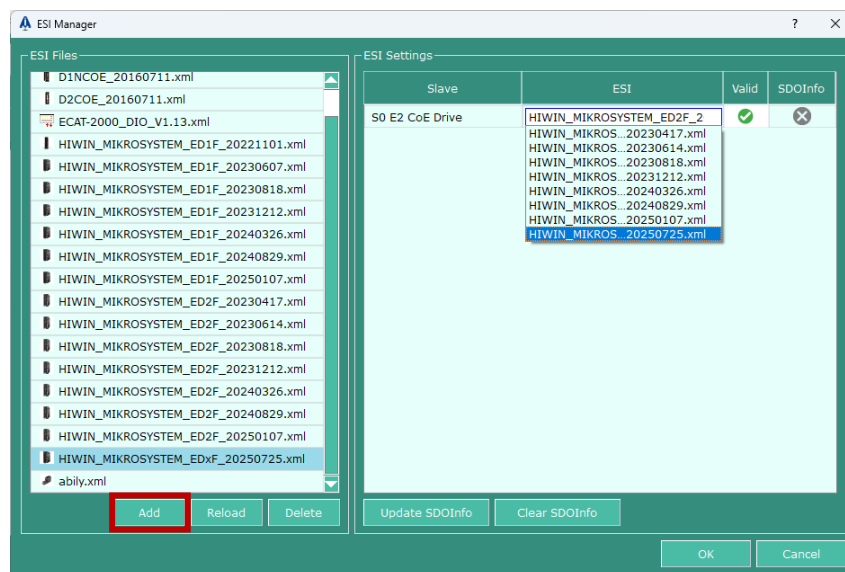 ESI Manager
?
ESI Files
D1NCOE_20160711.xml
D2COE_20160711.xml
ECAT-2000_DIO_V1.13.xml
HIWIN_MIKROSYSTEM_ED1F_20221101.xml
HIWIN_MIKROSYSTEM_ED1F_20230607.xml
HIWIN_MIKROSYSTEM_ED1F_20230818.xml
HIWIN_MIKROSYSTEM_ED1F_20231212.xml
HIWIN_MIKROSYSTEM_ED1F_20240326.xml
HIWIN_MIKROSYSTEM_ED1F_20240829.xml
HIWIN_MIKROSYSTEM_ED1F_20250107.xml
HIWIN_MIKROSYSTEM_ED2F_20230417.xml
HIWIN_MIKROSYSTEM_ED2F_20230614.xml
HIWIN_MIKROSYSTEM_ED2F_20230818.xml
HIWIN_MIKROSYSTEM_ED2F_20231212.xml
HIWIN_MIKROSYSTEM_ED2F_20240326.xml
HIWIN_MIKROSYSTEM_ED2F_20240829.xml
HIWIN_MIKROSYSTEM_ED2F_20250107.xml
HIWIN_MIKROSYSTEM_EDxF_20250725.xml
abily.xml
Add Reload Delete
ESI Settings
Slave ESI Valid SDOInfo
S0 E2 CoE Drive HIWIN_MIKROSYSTEM_ED2F_2
HIWIN_MIKROS...20230417.xml
HIWIN_MIKROS...20230614.xml
HIWIN_MIKROS...20230818.xml
HIWIN_MIKROS...20231212.xml
HIWIN_MIKROS...20240326.xml
HIWIN_MIKROS...20240829.xml
HIWIN_MIKROS...20250107.xml
HIWIN_MIKROS...20250725.xml
Update SDOInfo Clear SDOInfo
OK Cancel